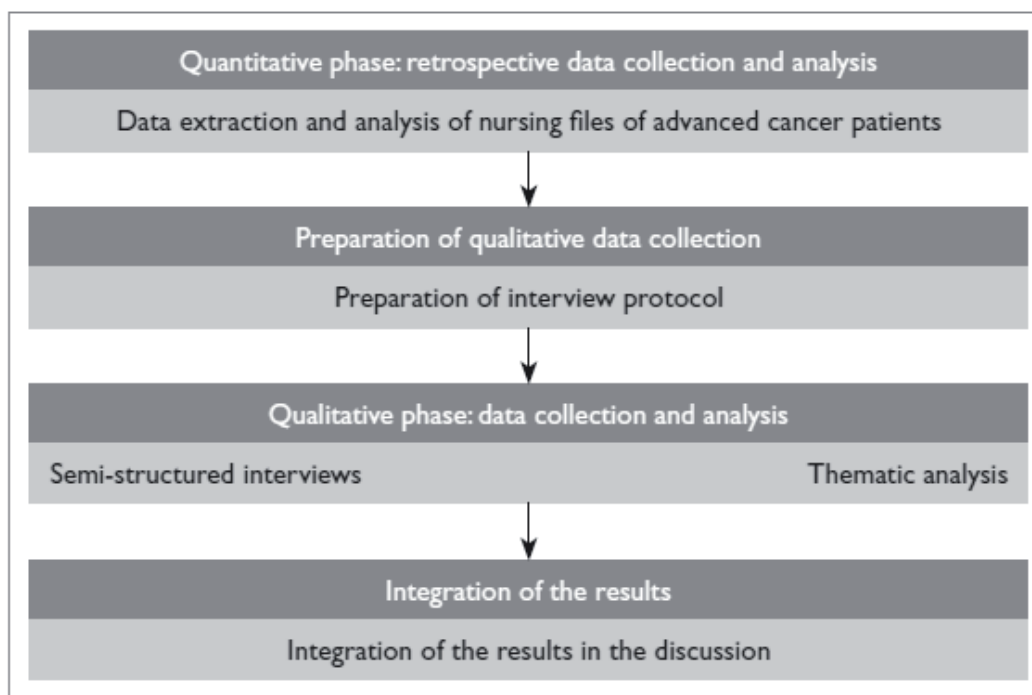 Quantitative phase: retrospective data collection and analysis
Data extraction and analysis of nursing files of advanced cancer patients
Preparation of qualitative data collection
Preparation of interview protocol
Qualitative phase: data collection and analysis
Semi-structured interviews Thematic analysis
Integration of the results
Integration of the results in the discussion